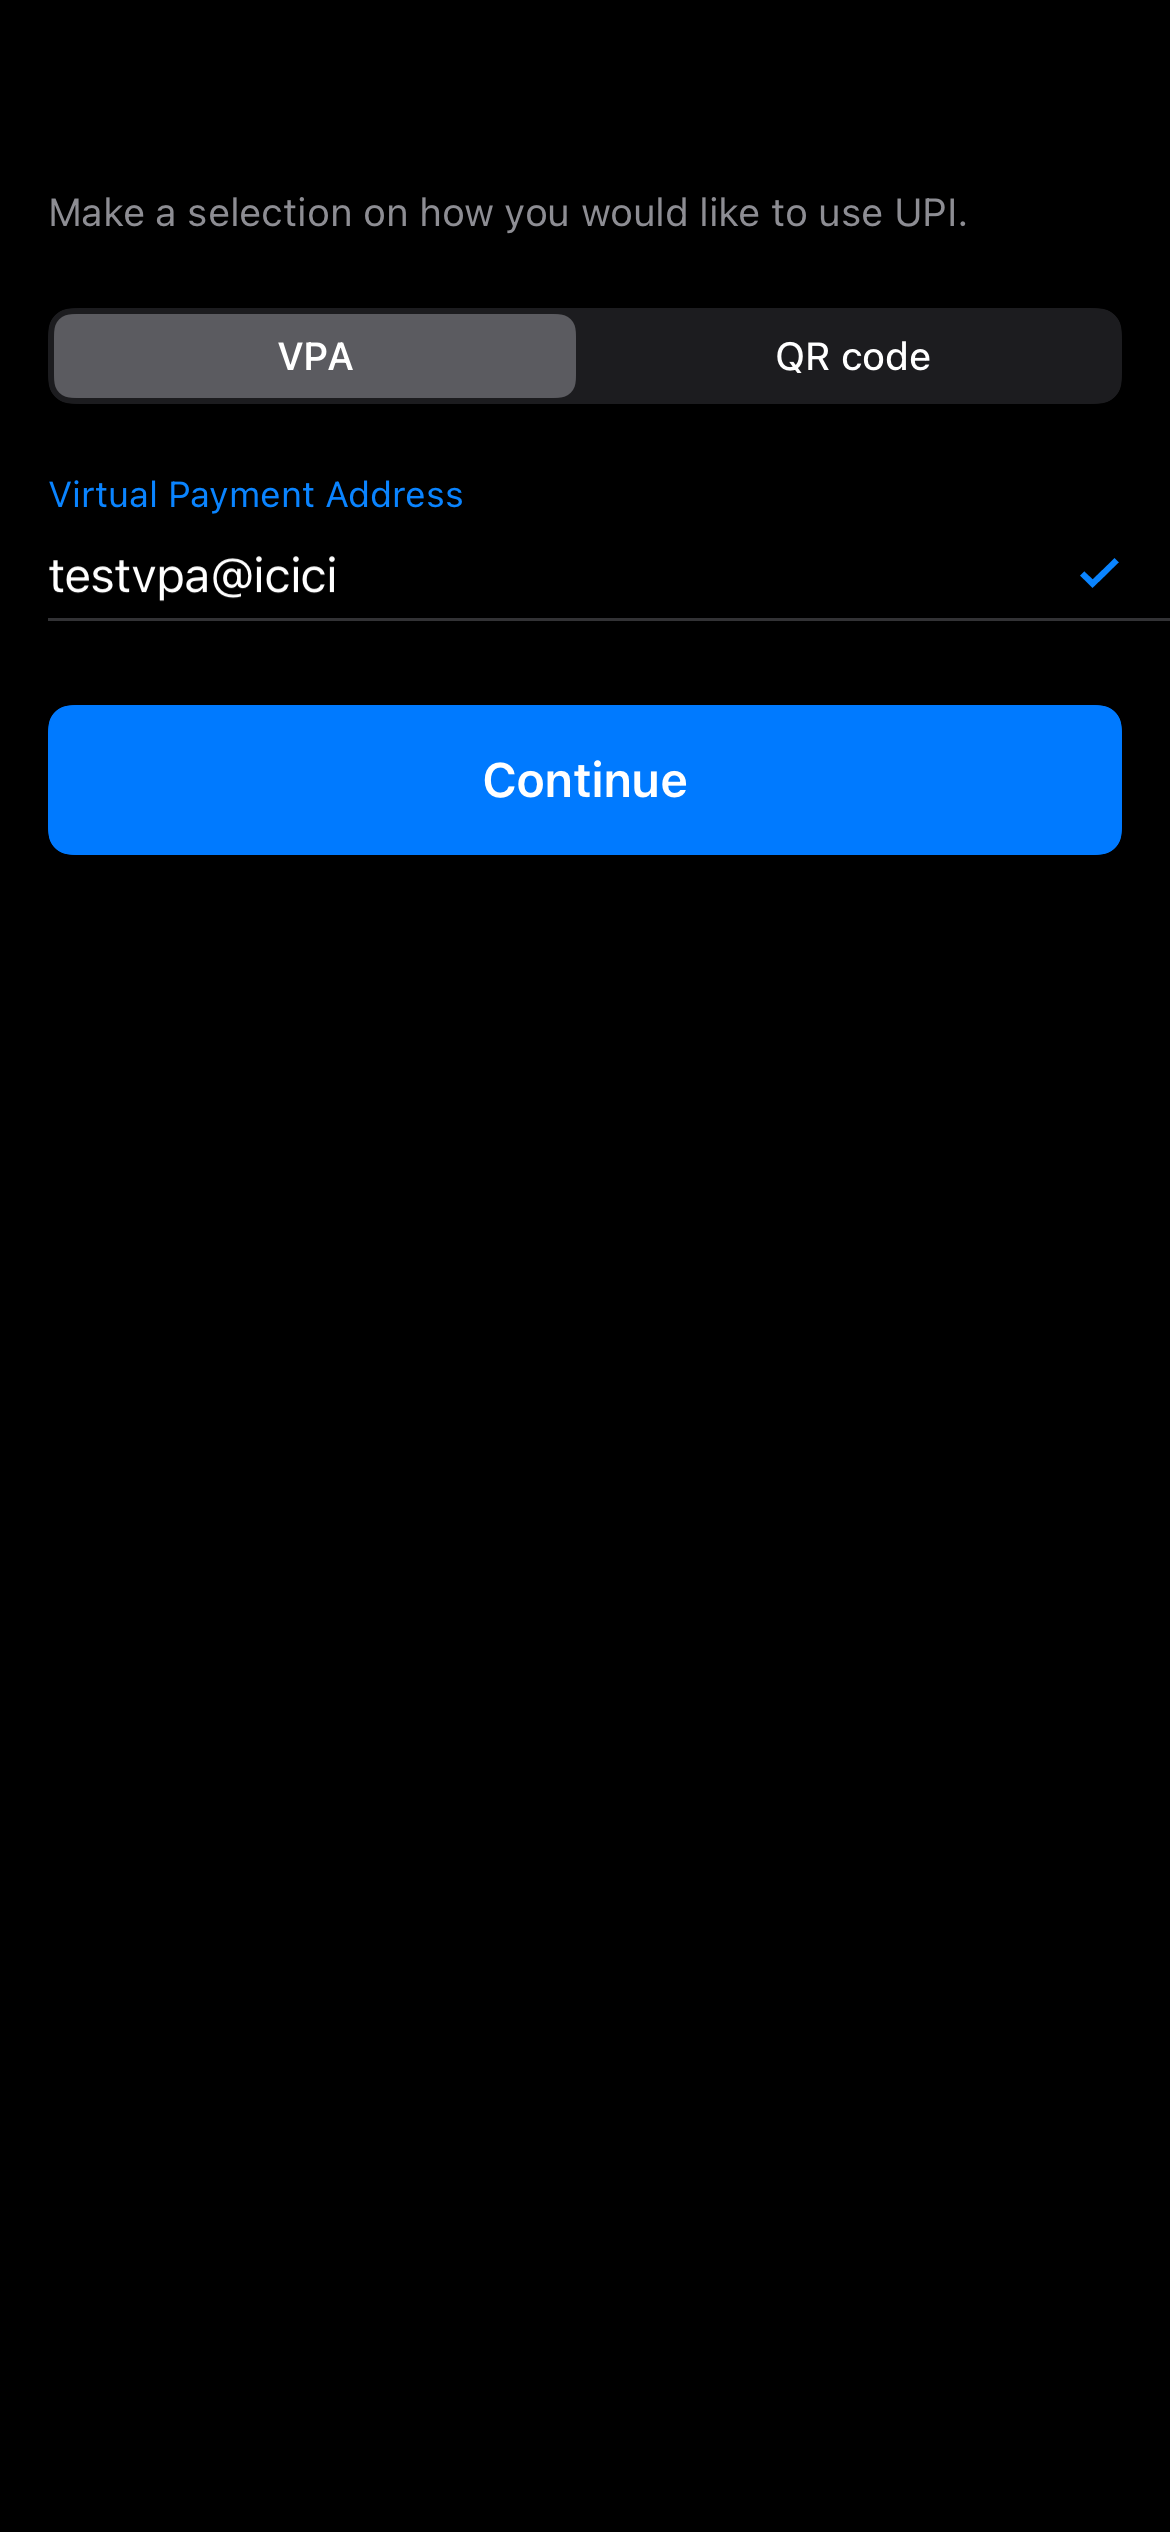 Make a selection on how you would like to use UPI.
VPA
QR code
Virtual Payment Address
testvpa@icici
Continue